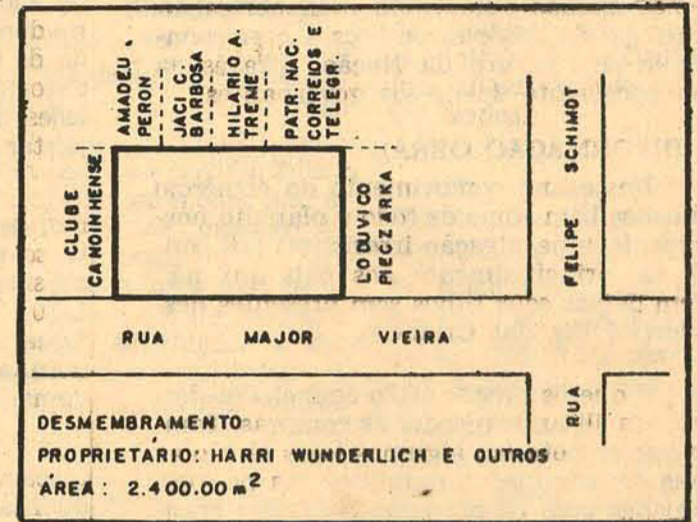 AMADEU
PERON
JACI C.
BARBOSA
HILARIO A.
TREME
PATR. NAC.
CORREIOS E
TELEGR.
CLUBE
CANOINHENSE
LODUVICO
PIECZARKA
FELIPE SCHIMOT
RUA MAJOR VIEIRA
RUA
DESMEMBRAMENTO
PROPRIETARIO: HARRI WUNDERLICH E OUTROS
ÁREA: 2.400.00 m²